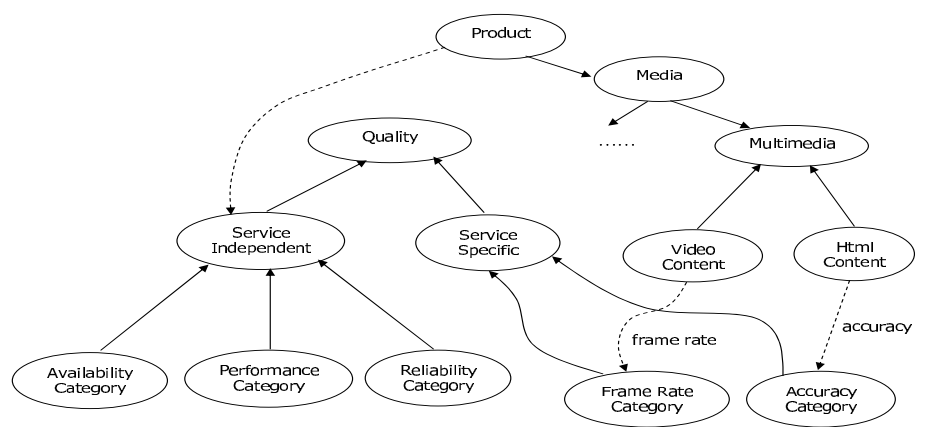 Product
Media
Quality
......
Multimedia
Service
Independent
Service
Specific
Video
Content
Html
Content
frame rate
accuracy
Availability
Category
Performance
Category
Reliability
Category
Frame Rate
Category
Accuracy
Category